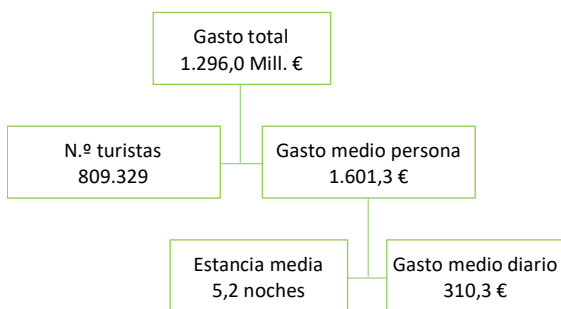 Gasto total
1.296,0 Mill. €
N.º turistas
809.329
Gasto medio persona
1.601,3 €
Estancia media
5,2 noches
Gasto medio diario
310,3 €